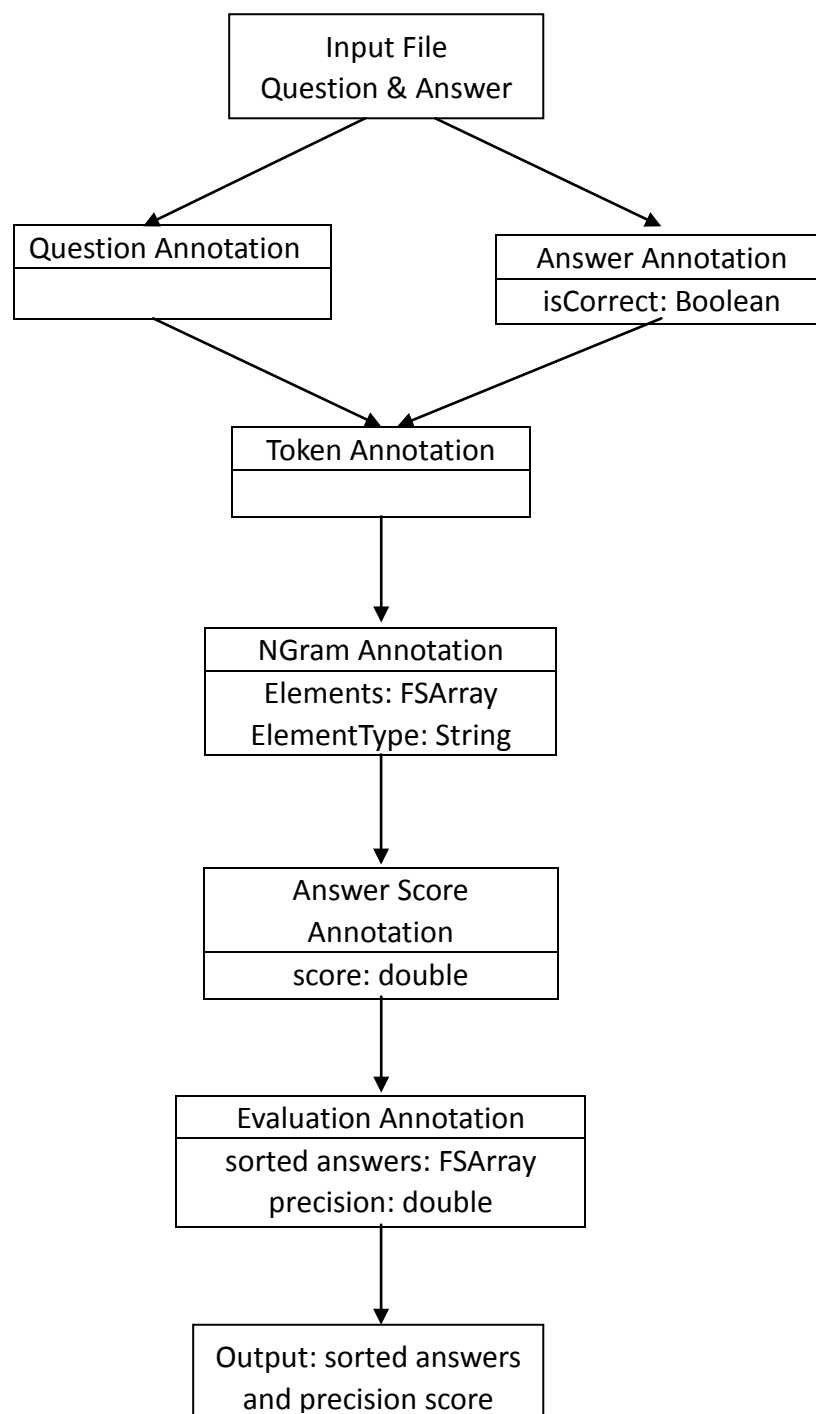 Input File
Question & Answer
Question Annotation
Answer Annotation
isCorrect: Boolean
Token Annotation
NGram Annotation
Elements: FSArray
ElementType: String
Answer Score
Annotation
score: double
Evaluation Annotation
sorted answers: FSArray
precision: double
Output: sorted answers
and precision score